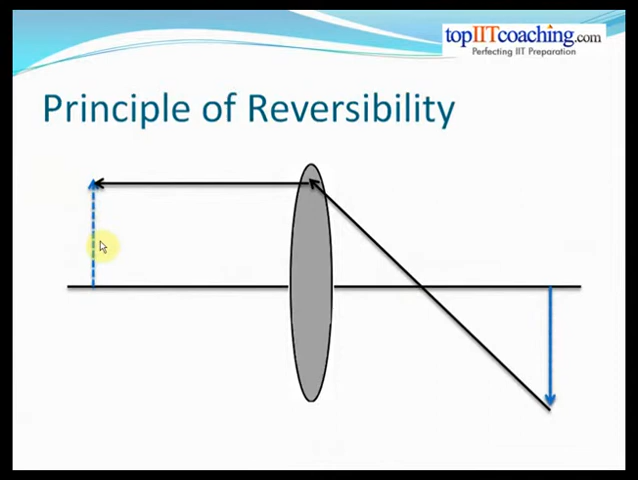 topIITcoaching.com
Perfecting IIT Preparation
Principle of Reversibility